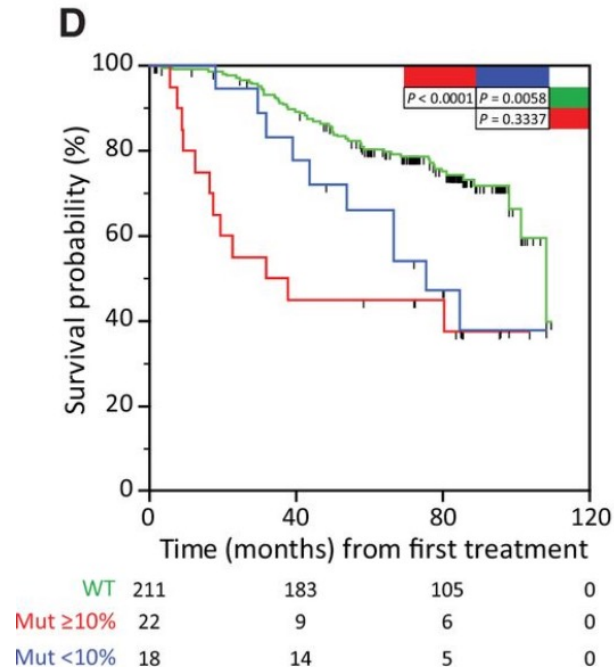 D
Survival probability (%)
100
80
60
40
20
0
P < 0.0001 P = 0.0058
P = 0.3337
0 40 80 120
Time (months) from first treatment
WT 211 183 105 0
Mut ≥10% 22 9 6 0
Mut <10% 18 14 5 0